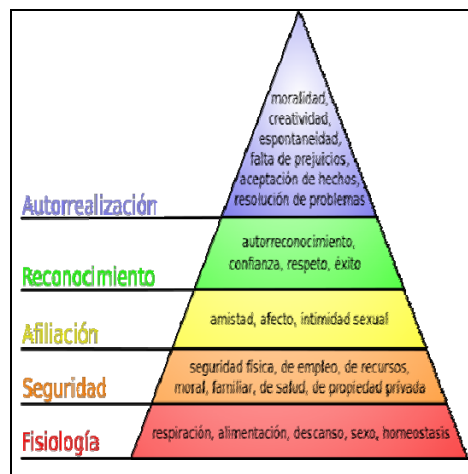 moralidad,
creatividad,
espontaneidad,
falta de prejuicios,
aceptación de hechos,
resolución de problemas
Autorrealización
autorreconocimiento,
confianza, respeto, éxito
Reconocimiento
amistad, afecto, intimidad sexual
Afiliación
seguridad física, de empleo, de recursos,
moral, familiar, de salud, de propiedad privada
Seguridad
respiración, alimentación, descanso, sexo, homeostasis
Fisiología